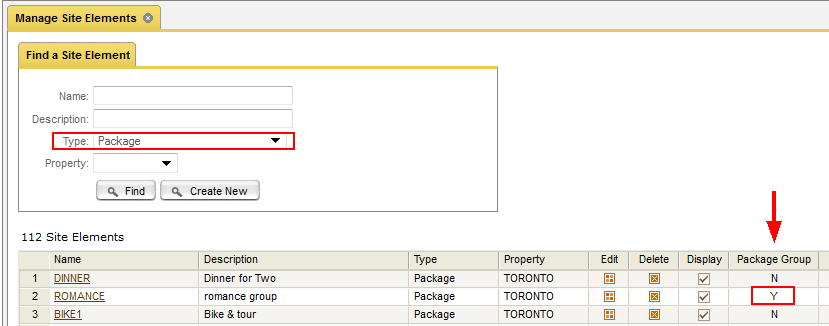 Manage Site Elements
Find a Site Element
Name:
Description:
Type: Package
Property:
Find Create New
112 Site Elements
Name Description Type Property Edit Delete Display Package Group
1 DINNER Dinner for Two Package TORONTO N
2 ROMANCE romance group Package TORONTO Y
3 BIKE1 Bike & tour Package TORONTO N